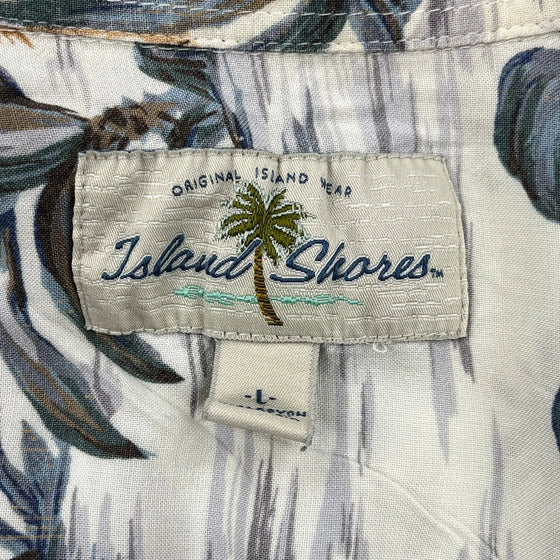 ORIGINAL ISLAND WEAR
Island Shores™
-L-